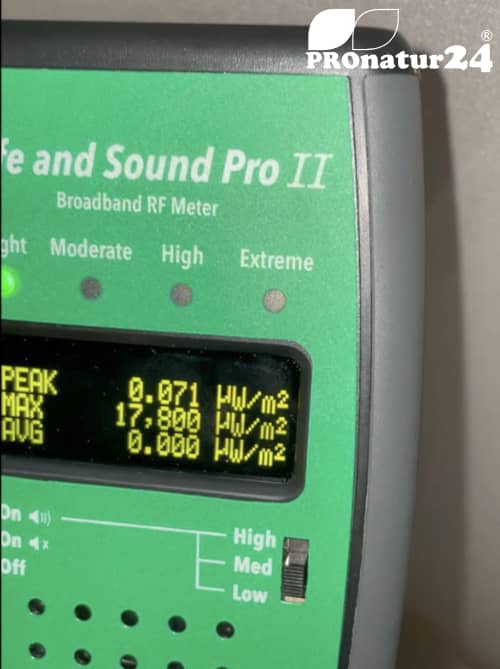 PROnatur24®
fe and Sound Pro II
Broadband RF Meter
ght Moderate High Extreme
PEAK 0.071 µW/m²
MAX 17,800 µW/m²
AVG 0.000 µW/m²
On
On
Off
High
Med
Low